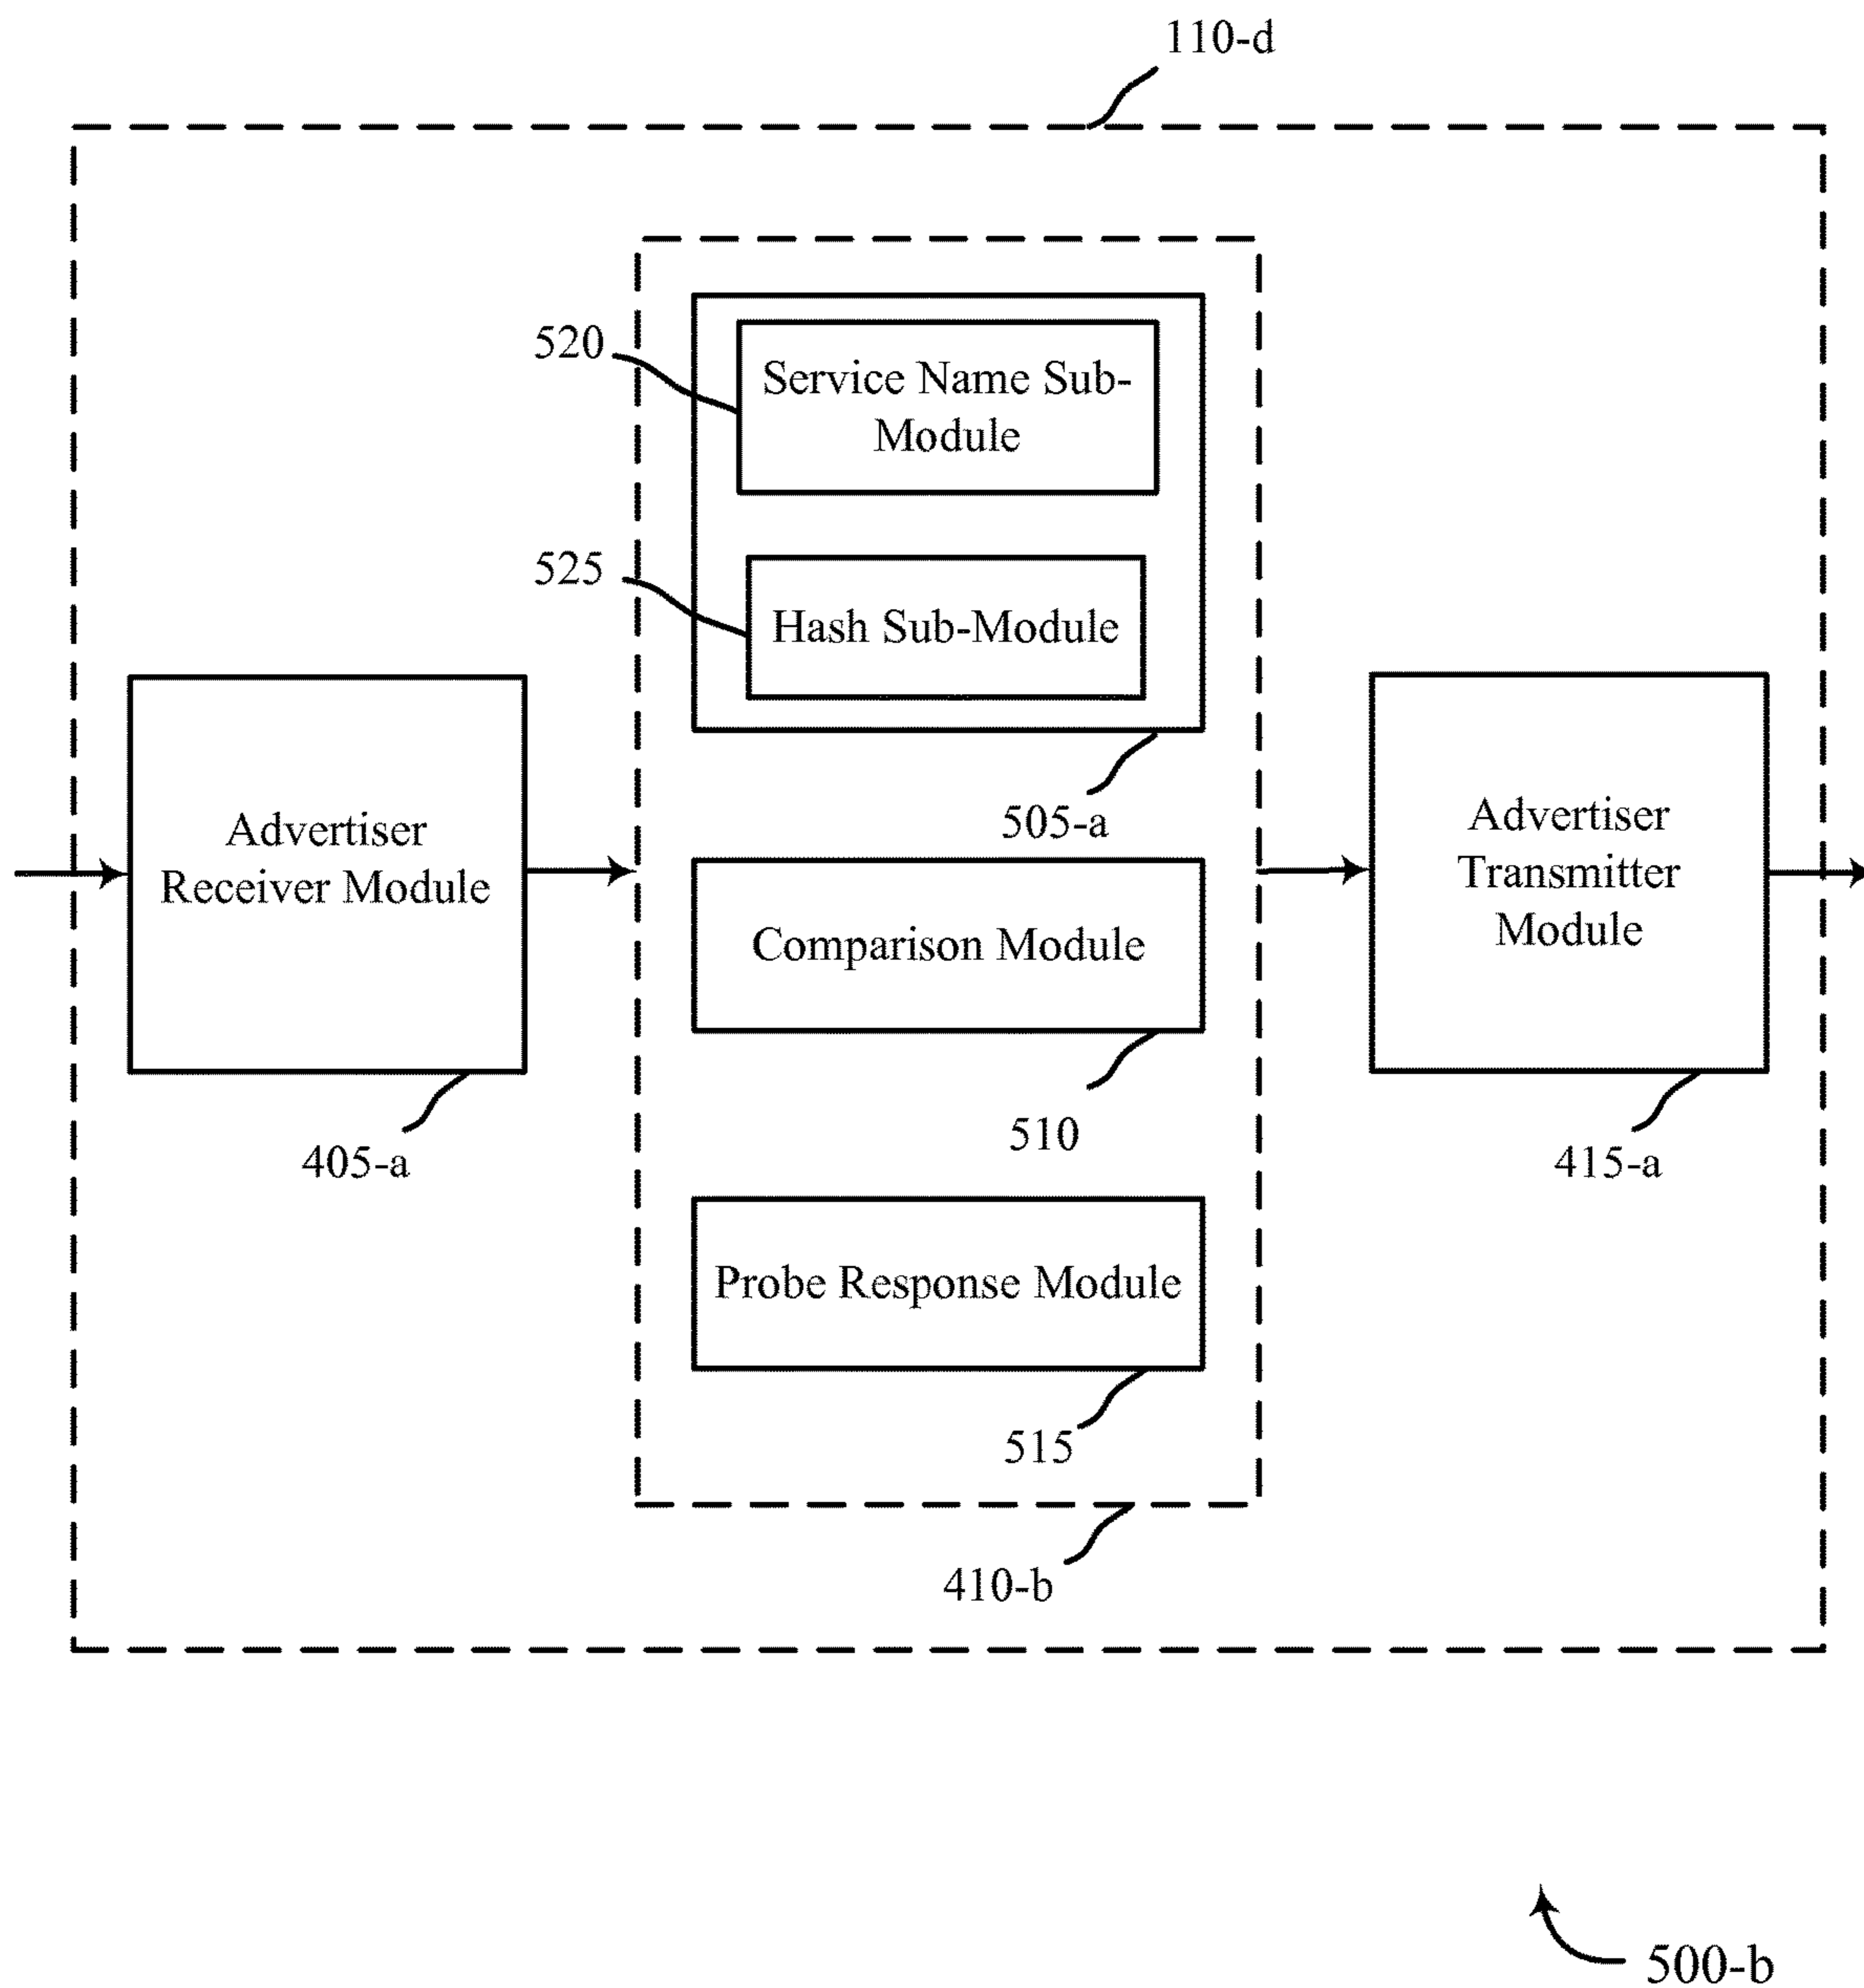 110-d
520
Service Name Sub-
Module
525
Hash Sub-Module
505-a
Advertiser
Receiver Module
405-a
Comparison Module
510
Advertiser
Transmitter
Module
415-a
Probe Response Module
515
410-b
500-b